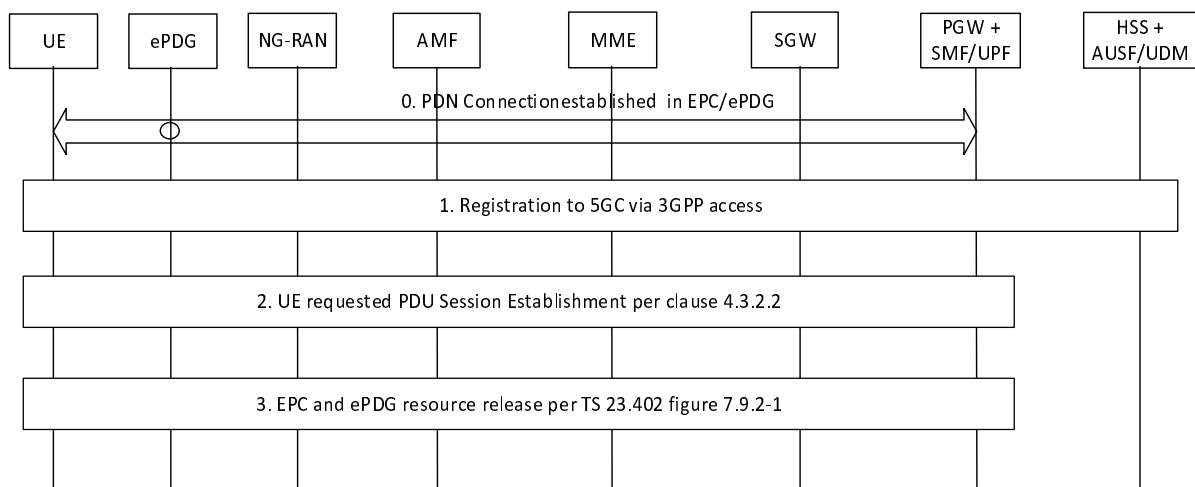 UE
ePDG
NG-RAN
AMF
MME
SGW
PGW +
SMF/UPF
HSS +
AUSF/UDM
0. PDN Connectionestablished in EPC/ePDG
1. Registration to 5GC via 3GPP access
2. UE requested PDU Session Establishment per clause 4.3.2.2
3. EPC and ePDG resource release per TS 23.402 figure 7.9.2-1